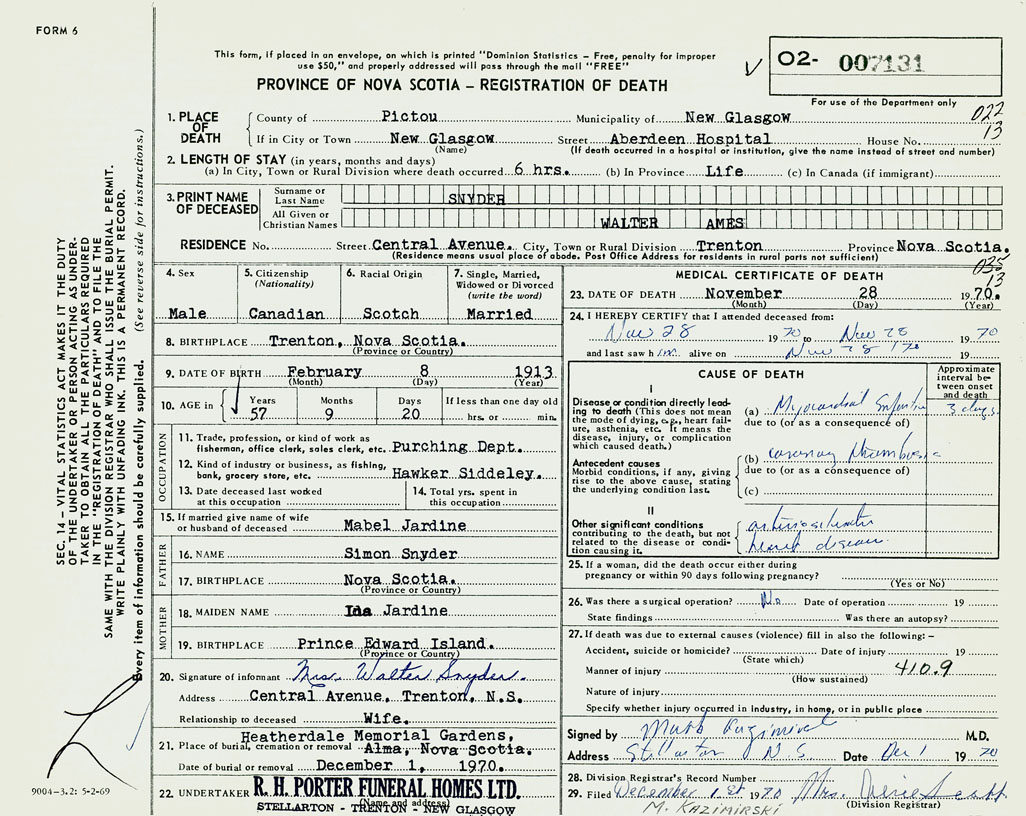 FORM 6
This form, if placed in an envelope, on which is printed "Dominion Statistics – Free, penalty for improper
use $50," and properly addressed will pass through the mail "FREE"
PROVINCE OF NOVA SCOTIA – REGISTRATION OF DEATH
02- 007131
For use of the Department only
022
13
1. PLACE OF DEATH
County of Pictou Municipality of New Glasgow
If in City or Town New Glasgow Street Aberdeen Hospital House No.
(Name) (If death occurred in a hospital or institution, give the name instead of street and number)
2. LENGTH OF STAY (in years, months and days)
(a) In City, Town or Rural Division where death occurred 6 hrs. (b) In Province Life (c) In Canada (if immigrant)
3. PRINT NAME OF DECEASED
Surname or Last Name SNYDER
All Given or Christian Names WALTER AMES
RESIDENCE No. Street Central Avenue. City, Town or Rural Division Trenton Province Nova Scotia.
(Residence means usual place of abode. Post Office Address for residents in rural parts not sufficient)
035
13
4. Sex
Male
5. Citizenship
(Nationality)
Canadian
6. Racial Origin
Scotch
7. Single, Married,
Widowed or Divorced
(write the word)
Married
8. BIRTHPLACE Trenton, Nova Scotia.
(Province or Country)
9. DATE OF BIRTH February 8 1913
(Month) (Day) (Year)
10. AGE in Years Months Days If less than one day old
57 9 20 hrs. or min.
OCCUPATION
11. Trade, profession, or kind of work as
fisherman, office clerk, sales clerk, etc. Purching Dept.
12. Kind of industry or business, as fishing,
bank, grocery store, etc. Hawker Siddeley.
13. Date deceased last worked
at this occupation
14. Total yrs. spent in
this occupation
15. If married give name of wife
or husband of deceased Mabel Jardine
FATHER
16. NAME Simon Snyder
17. BIRTHPLACE Nova Scotia.
(Province or Country)
MOTHER
18. MAIDEN NAME Ida Jardine
19. BIRTHPLACE Prince Edward Island.
(Province or Country)
20. Signature of informant Mrs. Walter Snyder.
Address Central Avenue, Trenton, N.S.
Relationship to deceased Wife.
Heatherdale Memorial Gardens,
21. Place of burial, cremation or removal Alma, Nova Scotia.
Date of burial or removal December 1, 1970.
22. UNDERTAKER R. H. PORTER FUNERAL HOMES LTD.
(Name and address)
STELLARTON - TRENTON - NEW GLASGOW
MEDICAL CERTIFICATE OF DEATH
23. DATE OF DEATH November 28 1970.
(Month) (Day) (Year)
24. I HEREBY CERTIFY that I attended deceased from:
Nov 28 1970 to Nov 28 1970
and last saw h im alive on Nov 28 / 70 19
CAUSE OF DEATH
Approximate
interval be-
tween onset
and death
I
Disease or condition directly lead-
ing to death (This does not mean
the mode of dying, e.g., heart fail-
ure, asthenia, etc. It means the
disease, injury, or complication
which caused death.)
(a) Myocardial Infarction 3 days.
due to (or as a consequence of)
Antecedent causes
Morbid conditions, if any, giving
rise to the above cause, stating
the underlying condition last.
(b) coronary thrombosis
due to (or as a consequence of)
(c)
II
Other significant conditions
contributing to the death, but not
related to the disease or condi-
tion causing it.
heart disease.
25. If a woman, did the death occur either during
pregnancy or within 90 days following pregnancy?
(Yes or No)
26. Was there a surgical operation? No Date of operation 19
State findings Was there an autopsy?
27. If death was due to external causes (violence) fill in also the following: –
Accident, suicide or homicide? Date of injury 19
(State which)
Manner of injury 410.9
(How sustained)
Nature of injury
Specify whether injury occurred in industry, in home, or in public place
Signed by M.D.
Address Stellarton N S Date Dec 1 1970
28. Division Registrar's Record Number
29. Filed December 1st 1970 Mrs.
(Division Registrar)
M. KAZIMIRSKI
SEC. 14 – VITAL STATISTICS ACT MAKES IT THE DUTY
OF THE UNDERTAKER OR PERSON ACTING AS UNDER-
TAKER TO OBTAIN ALL THE PARTICULARS REQUIRED
IN THE "REGISTRATION OF DEATH" AND TO FILE THE
SAME WITH THE DIVISION REGISTRAR WHO SHALL ISSUE THE BURIAL PERMIT.
WRITE PLAINLY WITH UNFADING INK. THIS IS A PERMANENT RECORD.
Every item of information should be carefully supplied. (See reverse side for instructions.)
9004-3.2: 5-2-69